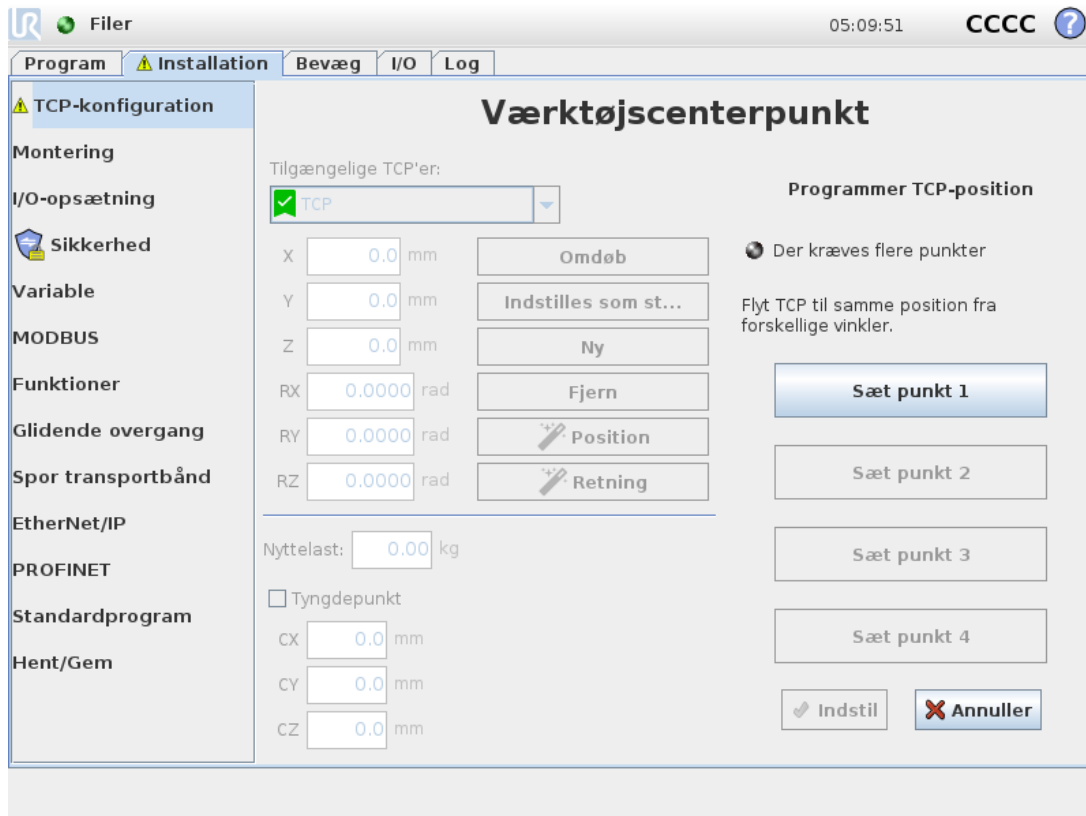 UR Filer 05:09:51 CCCC ?
Program Installation Bevæg I/O Log
TCP-konfiguration
Montering
I/O-opsætning
Sikkerhed
Variable
MODBUS
Funktioner
Glidende overgang
Spor transportbånd
EtherNet/IP
PROFINET
Standardprogram
Hent/Gem
Værktøjscenterpunkt
Tilgængelige TCP'er:
TCP
X 0.0 mm Omdøb
Y 0.0 mm Indstilles som st...
Z 0.0 mm Ny
RX 0.0000 rad Fjern
RY 0.0000 rad Position
RZ 0.0000 rad Retning
Nyttelast: 0.00 kg
Tyngdepunkt
CX 0.0 mm
CY 0.0 mm
CZ 0.0 mm
Programmer TCP-position
Der kræves flere punkter
Flyt TCP til samme position fra
forskellige vinkler.
Sæt punkt 1
Sæt punkt 2
Sæt punkt 3
Sæt punkt 4
Indstil Annuller